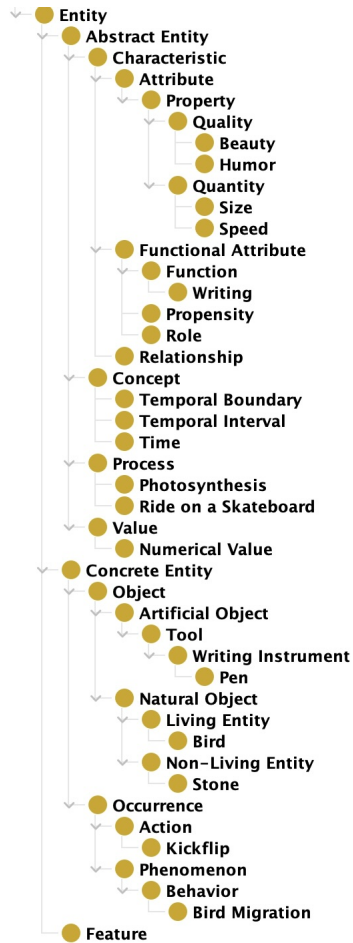 Entity
Abstract Entity
Characteristic
Attribute
Property
Quality
Beauty
Humor
Quantity
Size
Speed
Functional Attribute
Function
Writing
Propensity
Role
Relationship
Concept
Temporal Boundary
Temporal Interval
Time
Process
Photosynthesis
Ride on a Skateboard
Value
Numerical Value
Concrete Entity
Object
Artificial Object
Tool
Writing Instrument
Pen
Natural Object
Living Entity
Bird
Non-Living Entity
Stone
Occurrence
Action
Kickflip
Phenomenon
Behavior
Bird Migration
Feature